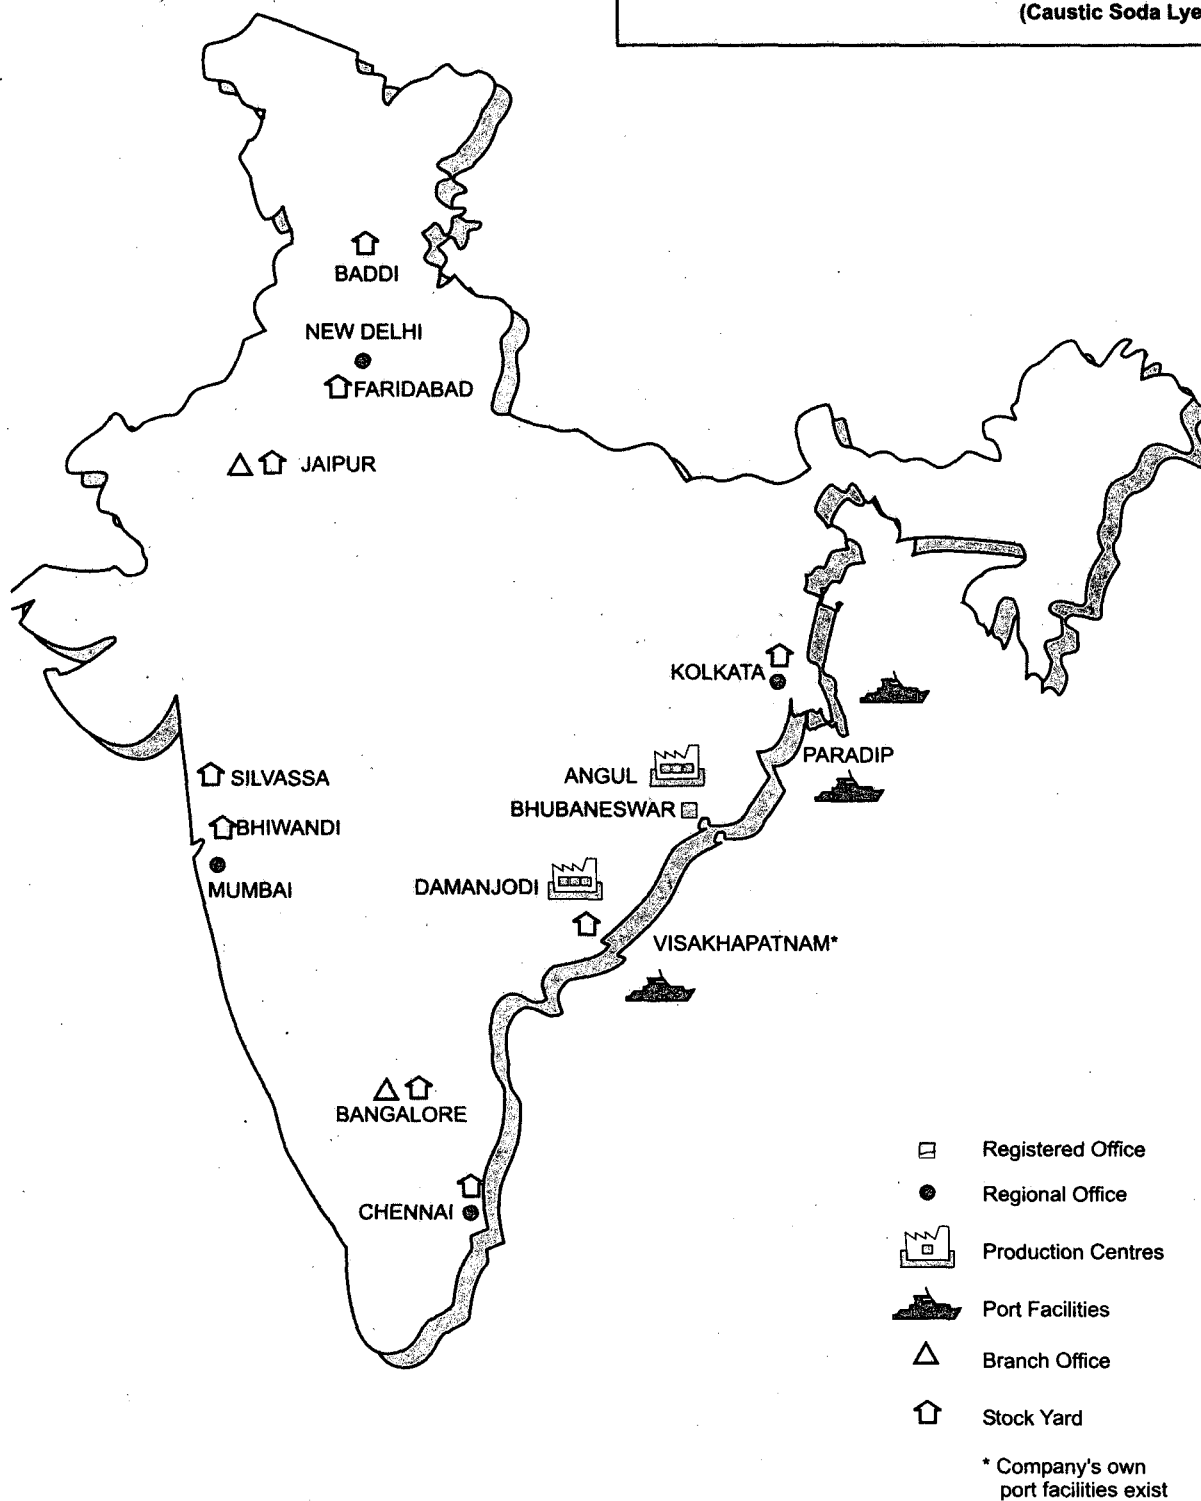 (Caustic Soda Lye
BADDI
NEW DELHI
FARIDABAD
JAIPUR
KOLKATA
PARADIP
ANGUL
SILVASSA
BHUBANESWAR
BHIWANDI
DAMANJODI
MUMBAI
VISAKHAPATNAM*
BANGALORE
CHENNAI
Registered Office
Regional Office
Production Centres
Port Facilities
Branch Office
Stock Yard
* Company's own
port facilities exist